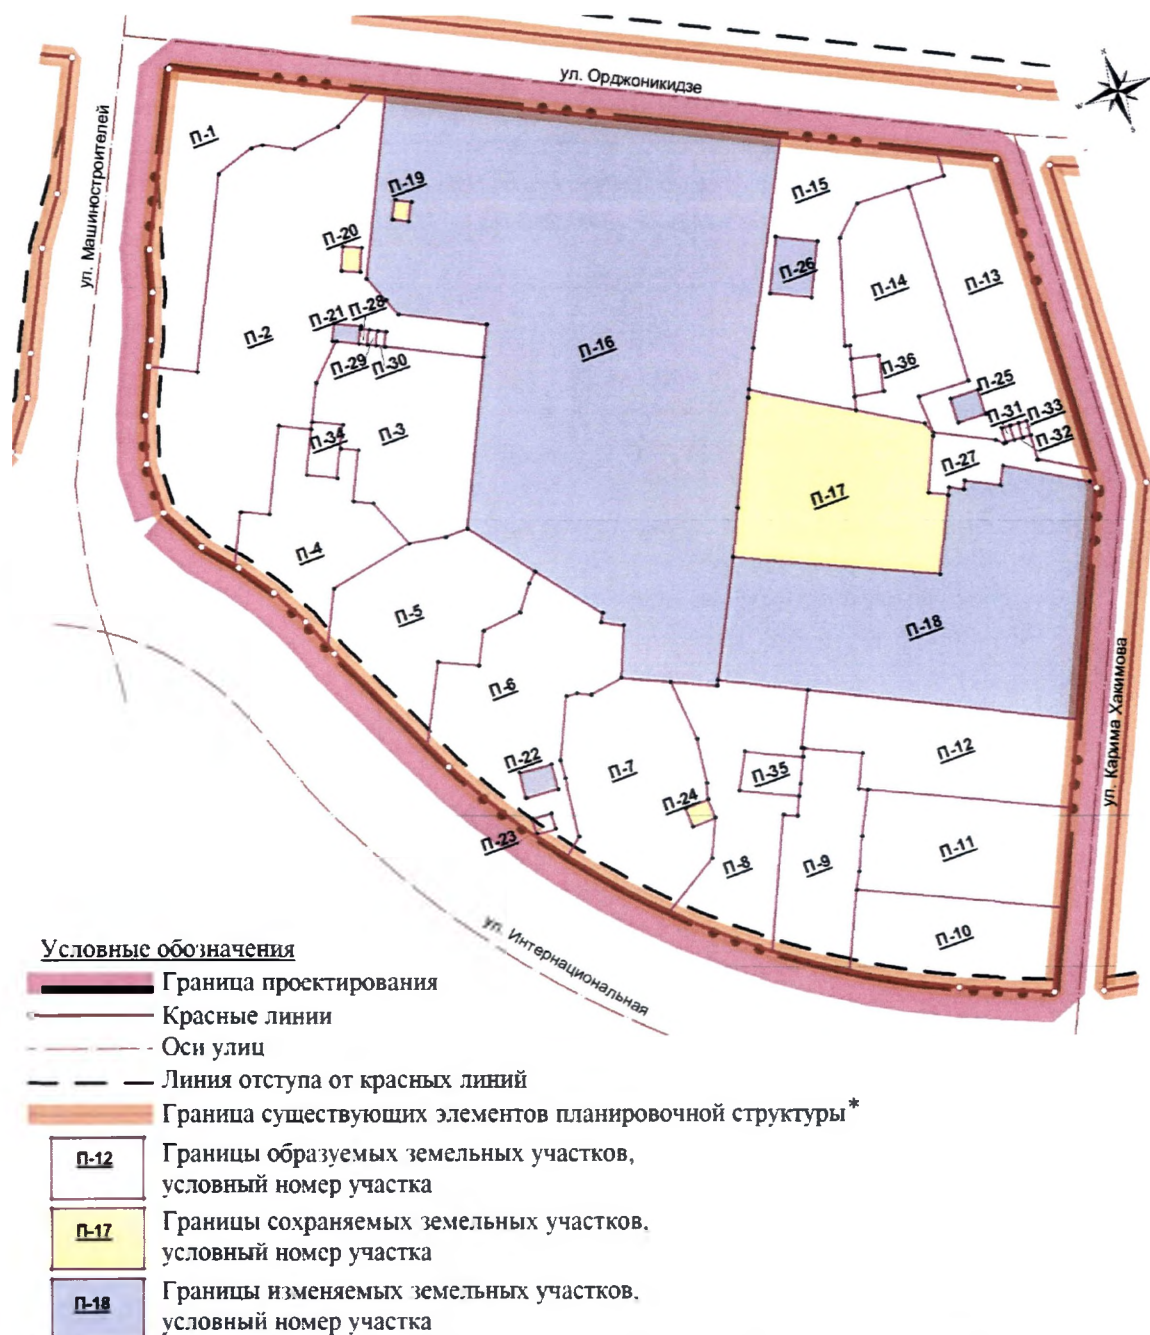 ул. Орджоникидзе
ул. Машиностроителей
П-1
П-19
П-15
П-20
П-26
П-14
П-13
П-21
П-28
П-2
П-16
П-29
П-30
П-36
П-25
П-31
П-33
П-34
П-3
П-32
П-27
П-17
П-4
П-5
П-18
П-6
ул. Карима Хакимова
П-12
П-22
П-7
П-35
П-24
П-23
П-8
П-9
П-11
П-10
ул. Интернациональная
Условные обозначения
Граница проектирования
Красные линии
Оси улиц
Линия отступа от красных линий
Граница существующих элементов планировочной структуры*
П-12
Границы образуемых земельных участков,
условный номер участка
П-17
Границы сохраняемых земельных участков,
условный номер участка
П-18
Границы изменяемых земельных участков,
условный номер участка